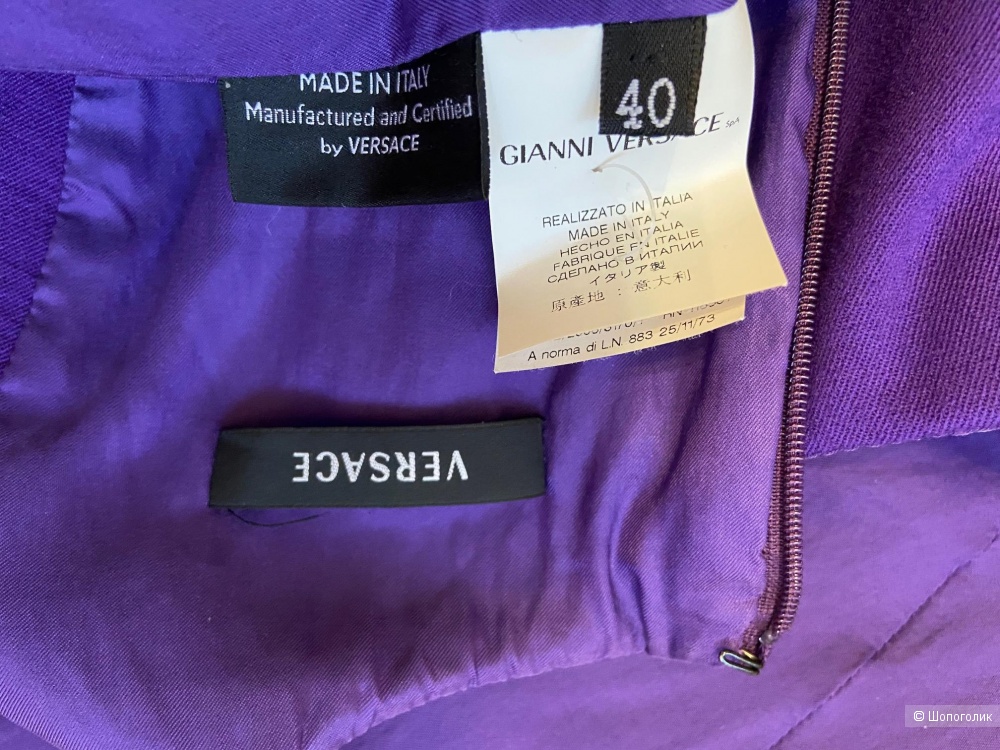 MADE IN ITALY
Manufactured and Certified
by VERSACE
40
GIANNI VERSACE SpA
REALIZZATO IN ITALIA
MADE IN ITALY
HECHO EN ITALIA
FABRIQUE EN ITALIE
СДЕЛАНО В ИТАЛИИ
イタリア製
原產地 : 意大利
A norma di L.N. 883 25/11/73
VERSACE
© Шопоголик